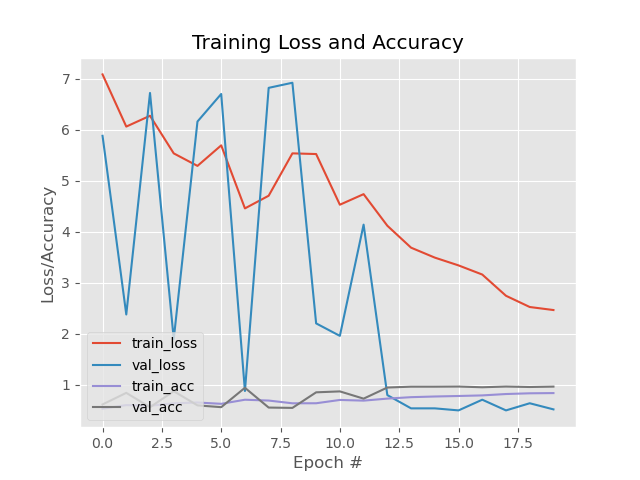 Training Loss and Accuracy
Loss/Accuracy
7
6
5
4
3
2
1
train_loss
val_loss
train_acc
val_acc
0.0 2.5 5.0 7.5 10.0 12.5 15.0 17.5
Epoch #